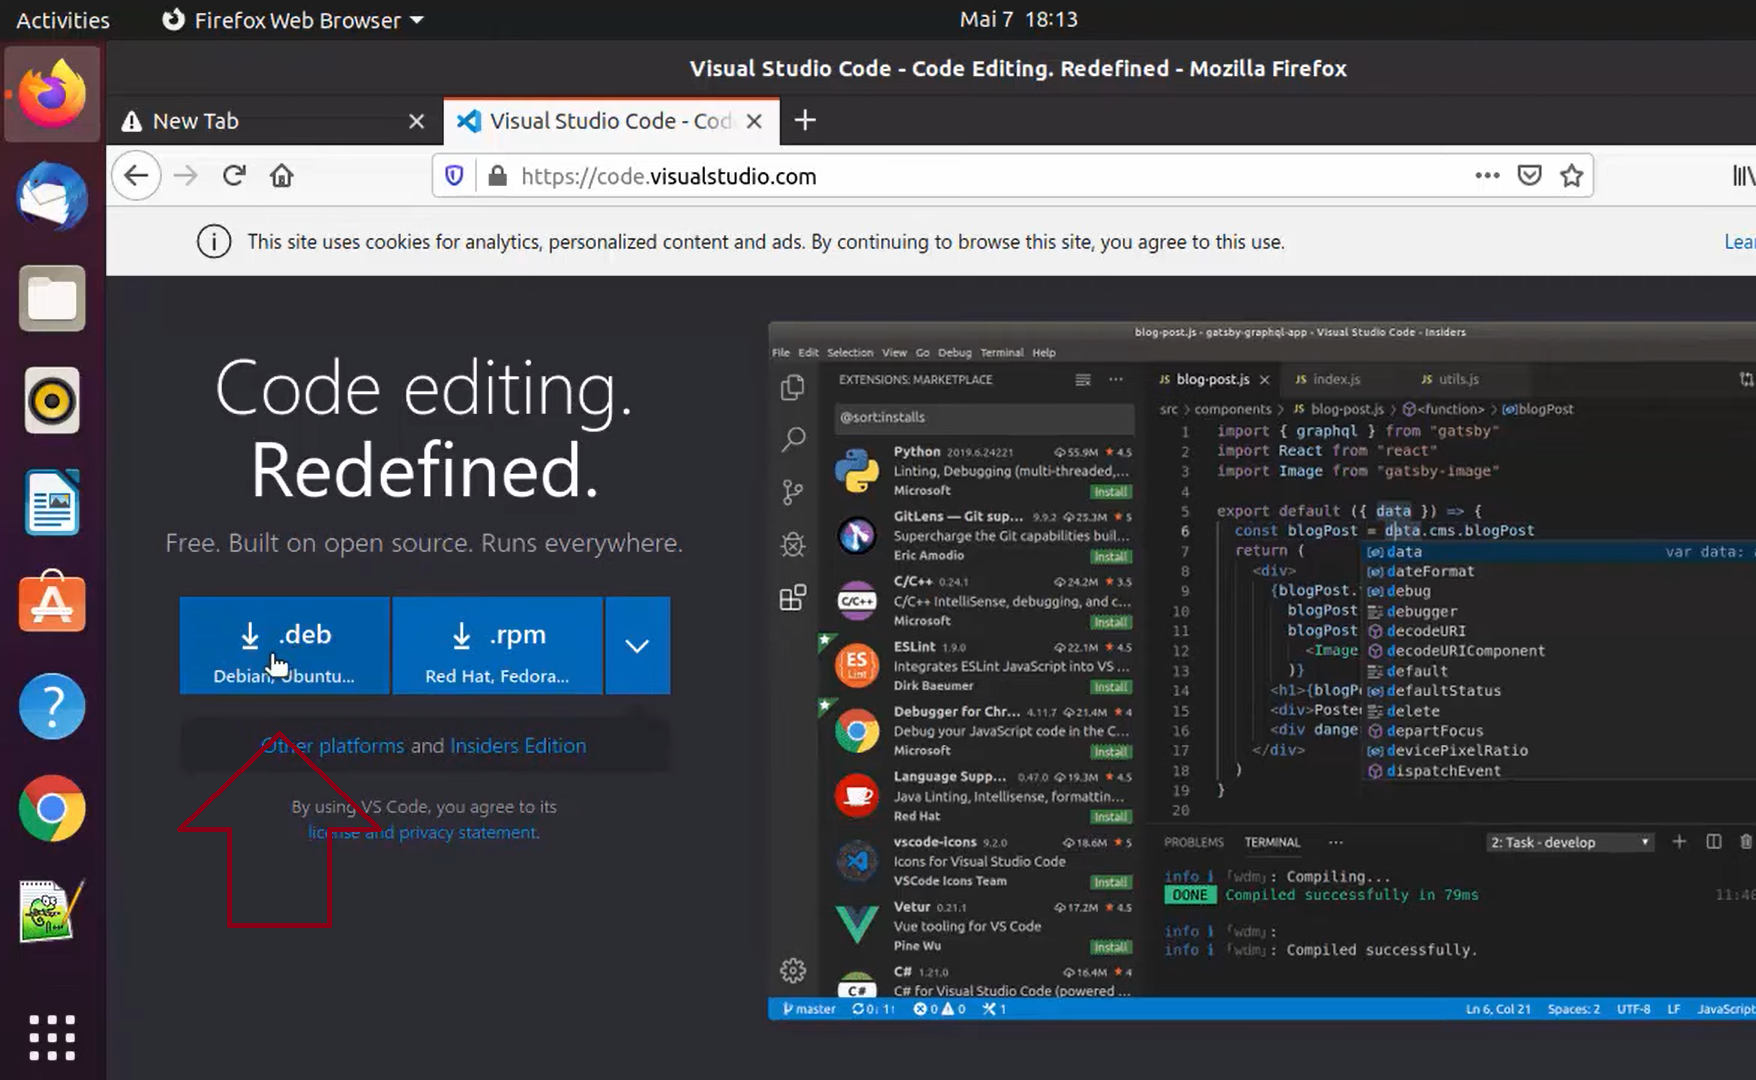 Activities
Firefox Web Browser
Mai 7 18:13
Visual Studio Code - Code Editing. Redefined - Mozilla Firefox
New Tab
Visual Studio Code - Cod
https://code.visualstudio.com
This site uses cookies for analytics, personalized content and ads. By continuing to browse this site, you agree to this use.
Lear
Code editing.
Redefined.
Free. Built on open source. Runs everywhere.
.deb
Debian, Ubuntu...
.rpm
Red Hat, Fedora...
Other platforms and Insiders Edition
By using VS Code, you agree to its
license and privacy statement.
blog-post.js - gatsby-graphql-app - Visual Studio Code - Insiders
File Edit Selection View Go Debug Terminal Help
EXTENSIONS: MARKETPLACE
@sort:installs
Python 2019.6.24221 55.9M ★ 4.5
Linting, Debugging (multi-threaded,...
Microsoft
Install
GitLens — Git sup... 9.9.2 25.3M ★ 5
Supercharge the Git capabilities buil...
Eric Amodio
Install
C/C++
C/C++ 0.24.1 24.2M ★ 3.5
C/C++ IntelliSense, debugging, and c...
Microsoft
Install
ES
ESLint 1.9.0 22.1M ★ 4.5
Integrates ESLint JavaScript into VS ...
Dirk Baeumer
Install
Debugger for Chr... 4.11.7 21.4M ★ 4
Debug your JavaScript code in the C...
Microsoft
Install
Language Supp... 0.47.0 19.3M ★ 4.5
Java Linting, Intellisense, formattin...
Red Hat
Install
vscode-icons 9.2.0 18.6M ★ 5
Icons for Visual Studio Code
VSCode Icons Team
Install
Vetur 0.21.1 17.2M ★ 4.5
Vue tooling for VS Code
Pine Wu
Install
C#
C# 1.21.0 16.4M ★ 4
C# for Visual Studio Code (powered ...
JS blog-post.js
JS index.js
JS utils.js
src > components > JS blog-post.js > <function> > blogPost
1 import { graphql } from "gatsby"
2 import React from "react"
3 import Image from "gatsby-image"
4
5 export default ({ data }) => {
6 const blogPost = data.cms.blogPost
7 return (
8 <div>
9 {blogPost.
10 blogPost
11 blogPost
12 <Image
13 )}
14 <h1>{blogP
15 <div>Poste
16 <div dange
17 </div>
18 )
19 }
20
data
var data:
dateFormat
debug
debugger
decodeURI
decodeURIComponent
default
defaultStatus
delete
departFocus
devicePixelRatio
dispatchEvent
PROBLEMS TERMINAL ···
2: Task - develop
info i 「wdm」: Compiling...
DONE Compiled successfully in 79ms
11:46
info i 「wdm」:
info i 「wdm」: Compiled successfully.
master 0↓ 1↑ 0 0 1
Ln 6, Col 21 Spaces: 2 UTF-8 LF JavaScript